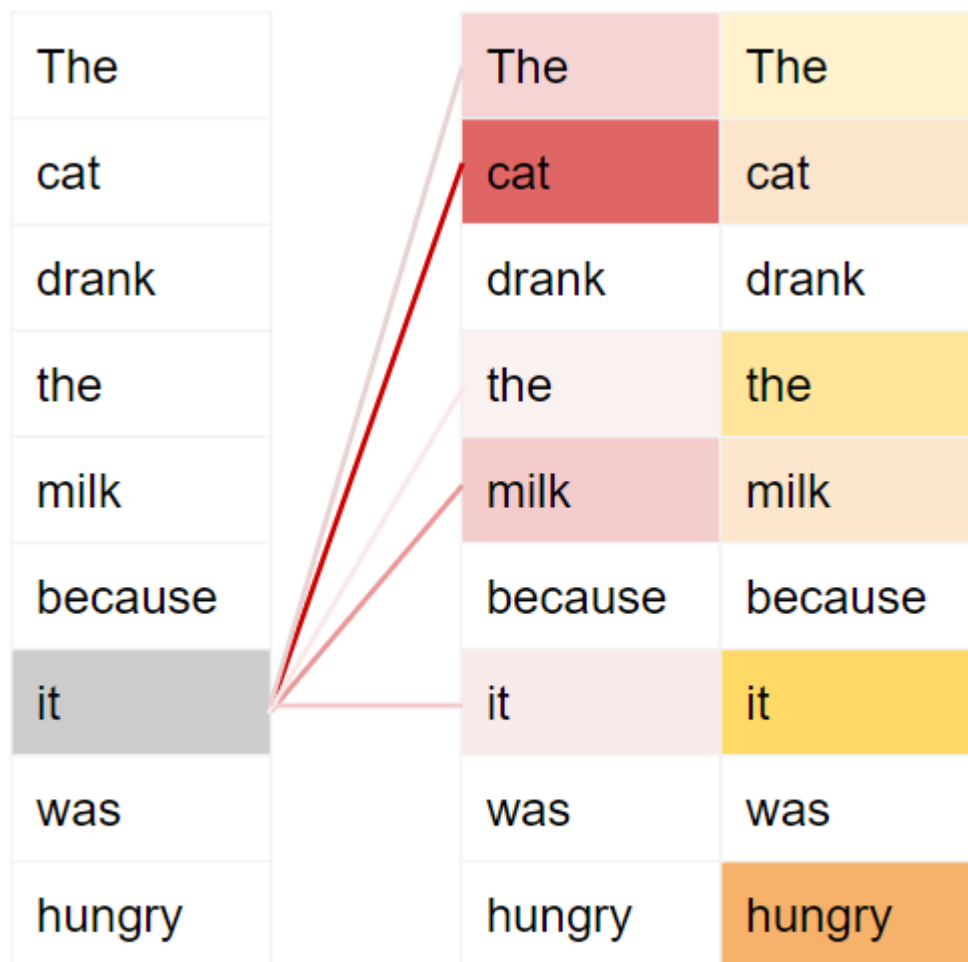 The The The
cat cat cat
drank drank drank
the the the
milk milk milk
because because because
it it it
was was was
hungry hungry hungry